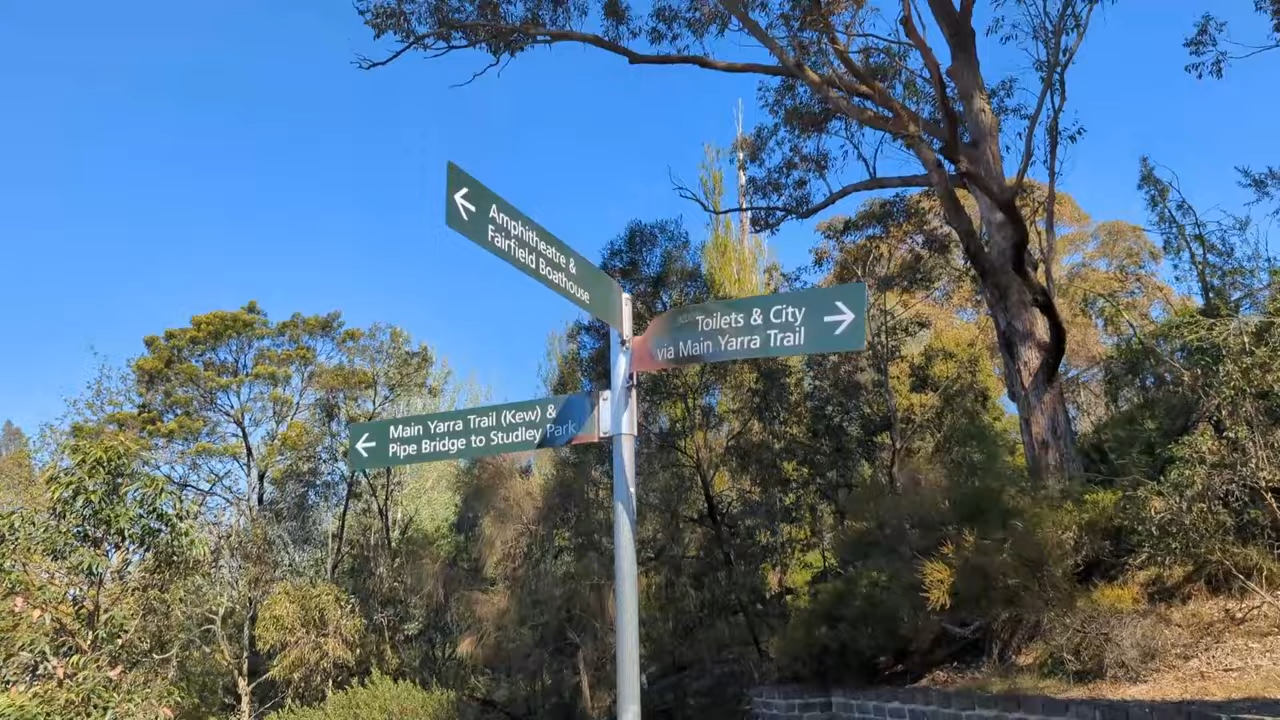 Amphitheatre &
Fairfield Boathouse
Toilets & City
via Main Yarra Trail
Main Yarra Trail (Kew) &
Pipe Bridge to Studley Park